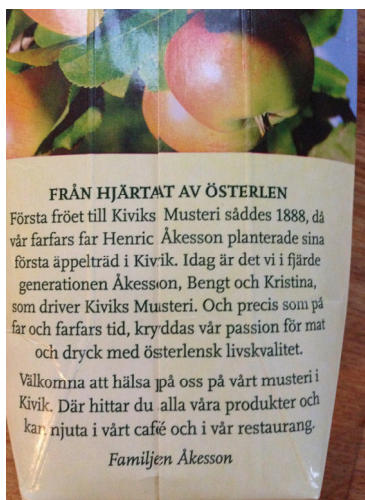 FRÅN HJÄRTAT AV ÖSTERLEN
Första fröet till Kiviks Musteri såddes 1888, då
vår farfars far Henric Åkesson planterade sina
första äppelträd i Kivik. Idag är det vi i fjärde
generationen Åkesson, Bengt och Kristina,
som driver Kiviks Musteri. Och precis som på
far och farfars tid, kryddas vår passion för mat
och dryck med österlensk livskvalitet.
Välkomna att hälsa på oss på vårt musteri i
Kivik. Där hittar du alla våra produkter och
kan njuta i vårt café och i vår restaurang.
Familjen Åkesson